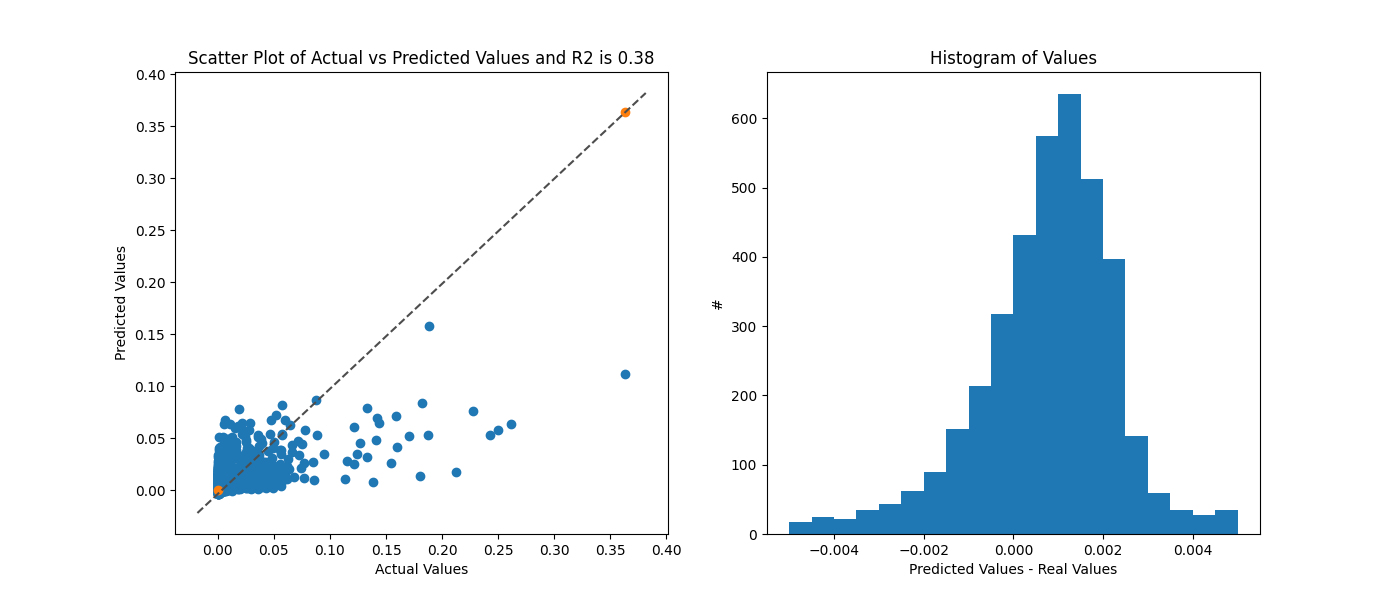 Scatter Plot of Actual vs Predicted Values and R2 is 0.38
0.40
0.35
0.30
0.25
0.20
0.15
0.10
0.05
0.00
Predicted Values
0.00 0.05 0.10 0.15 0.20 0.25 0.30 0.35 0.40
Actual Values
Histogram of Values
600
500
400
300
200
100
0
#
−0.004 −0.002 0.000 0.002 0.004
Predicted Values - Real Values